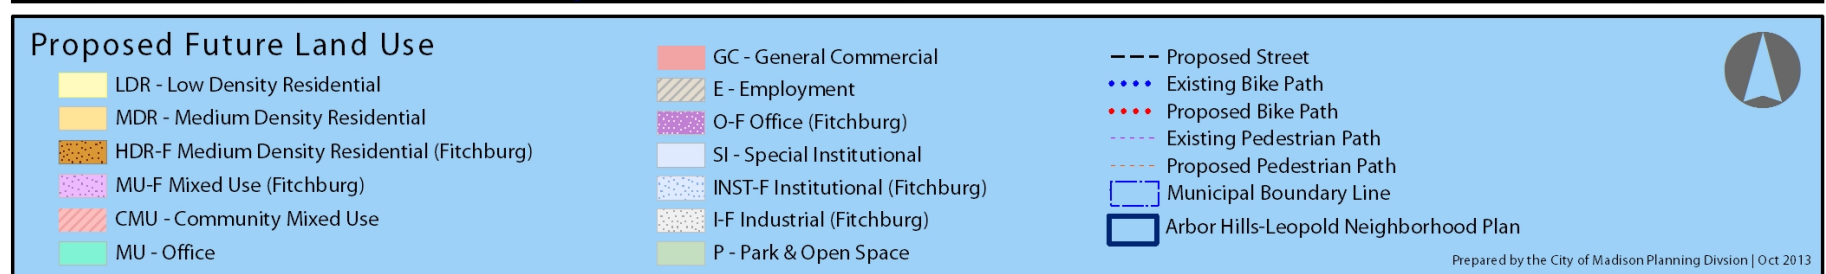 Proposed Future Land Use
LDR - Low Density Residential
MDR - Medium Density Residential
HDR-F Medium Density Residential (Fitchburg)
MU-F Mixed Use (Fitchburg)
CMU - Community Mixed Use
MU - Office
GC - General Commercial
E - Employment
O-F Office (Fitchburg)
SI - Special Institutional
INST-F Institutional (Fitchburg)
I-F Industrial (Fitchburg)
P - Park & Open Space
Proposed Street
Existing Bike Path
Proposed Bike Path
Existing Pedestrian Path
Proposed Pedestrian Path
Municipal Boundary Line
Arbor Hills-Leopold Neighborhood Plan
Prepared by the City of Madison Planning Divsion | Oct 2013